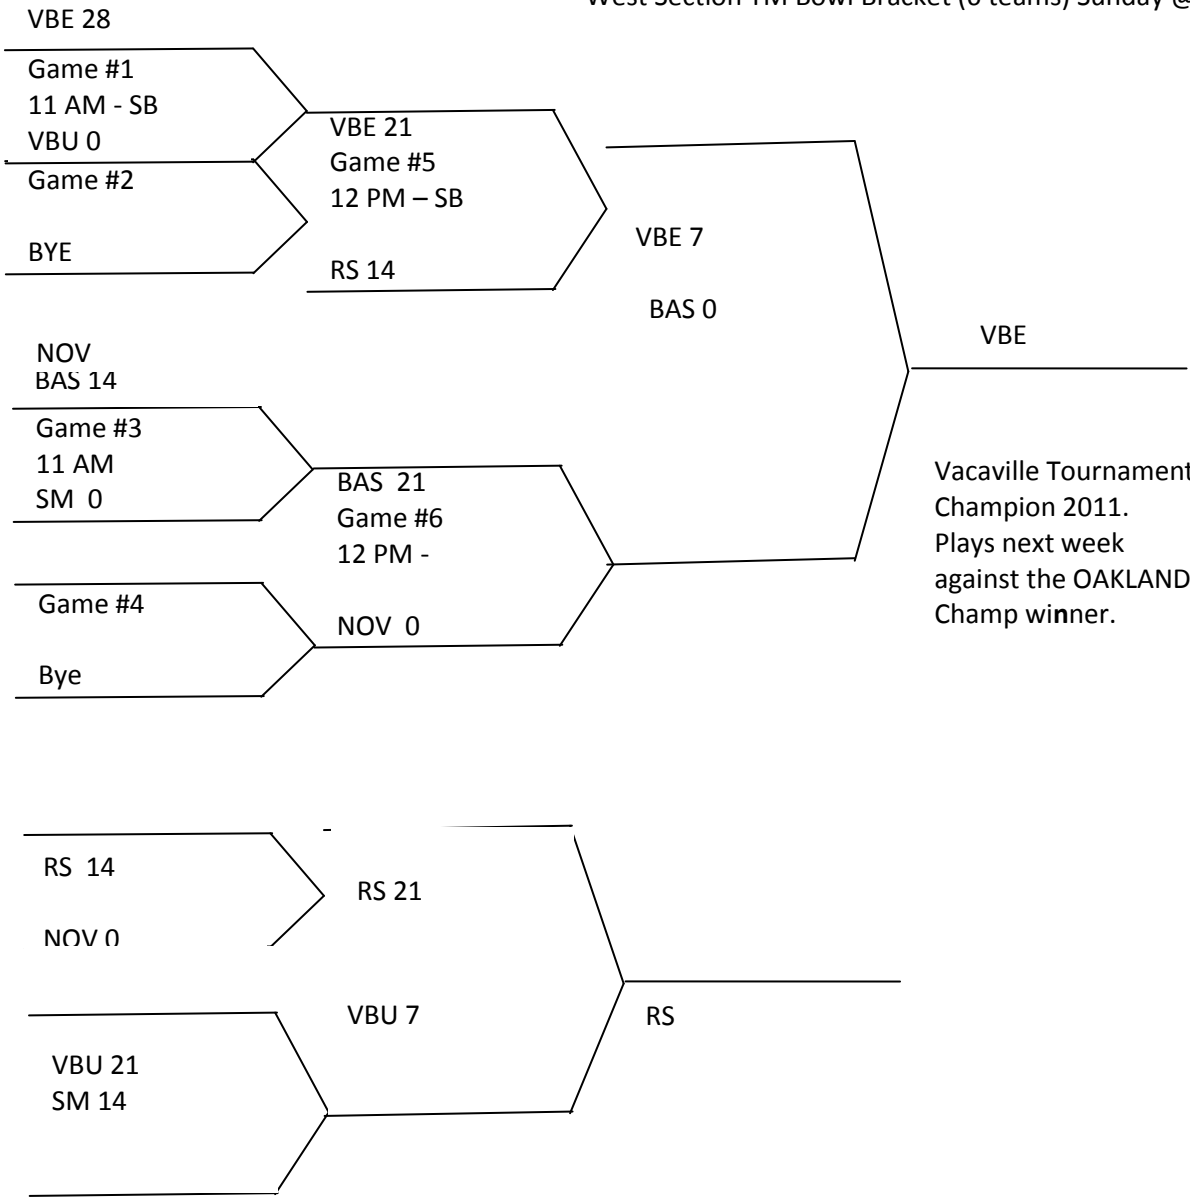 West Section TM Bowl Bracket (6 teams) Sunday @
VBE 28
Game #1
11 AM - SB
VBU 0
Game #2
BYE
VBE 21
Game #5
12 PM – SB
RS 14
VBE 7
BAS 0
VBE
NOV
BAS 14
Game #3
11 AM
SM 0
Game #4
Bye
BAS 21
Game #6
12 PM -
NOV 0
Vacaville Tournament
Champion 2011.
Plays next week
against the OAKLAND
Champ winner.
RS 14
NOV 0
RS 21
VBU 7
VBU 21
SM 14
RS